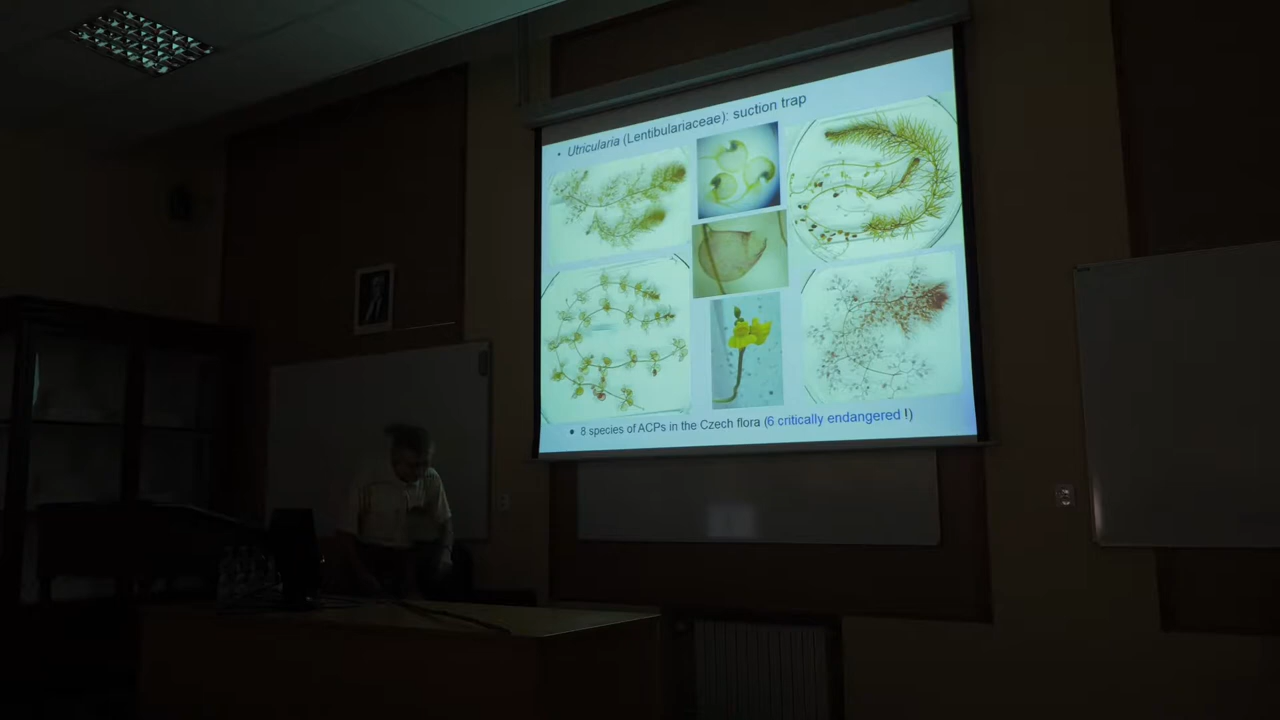 • Utricularia (Lentibulariaceae): suction trap
• 8 species of ACPs in the Czech flora (6 critically endangered !)